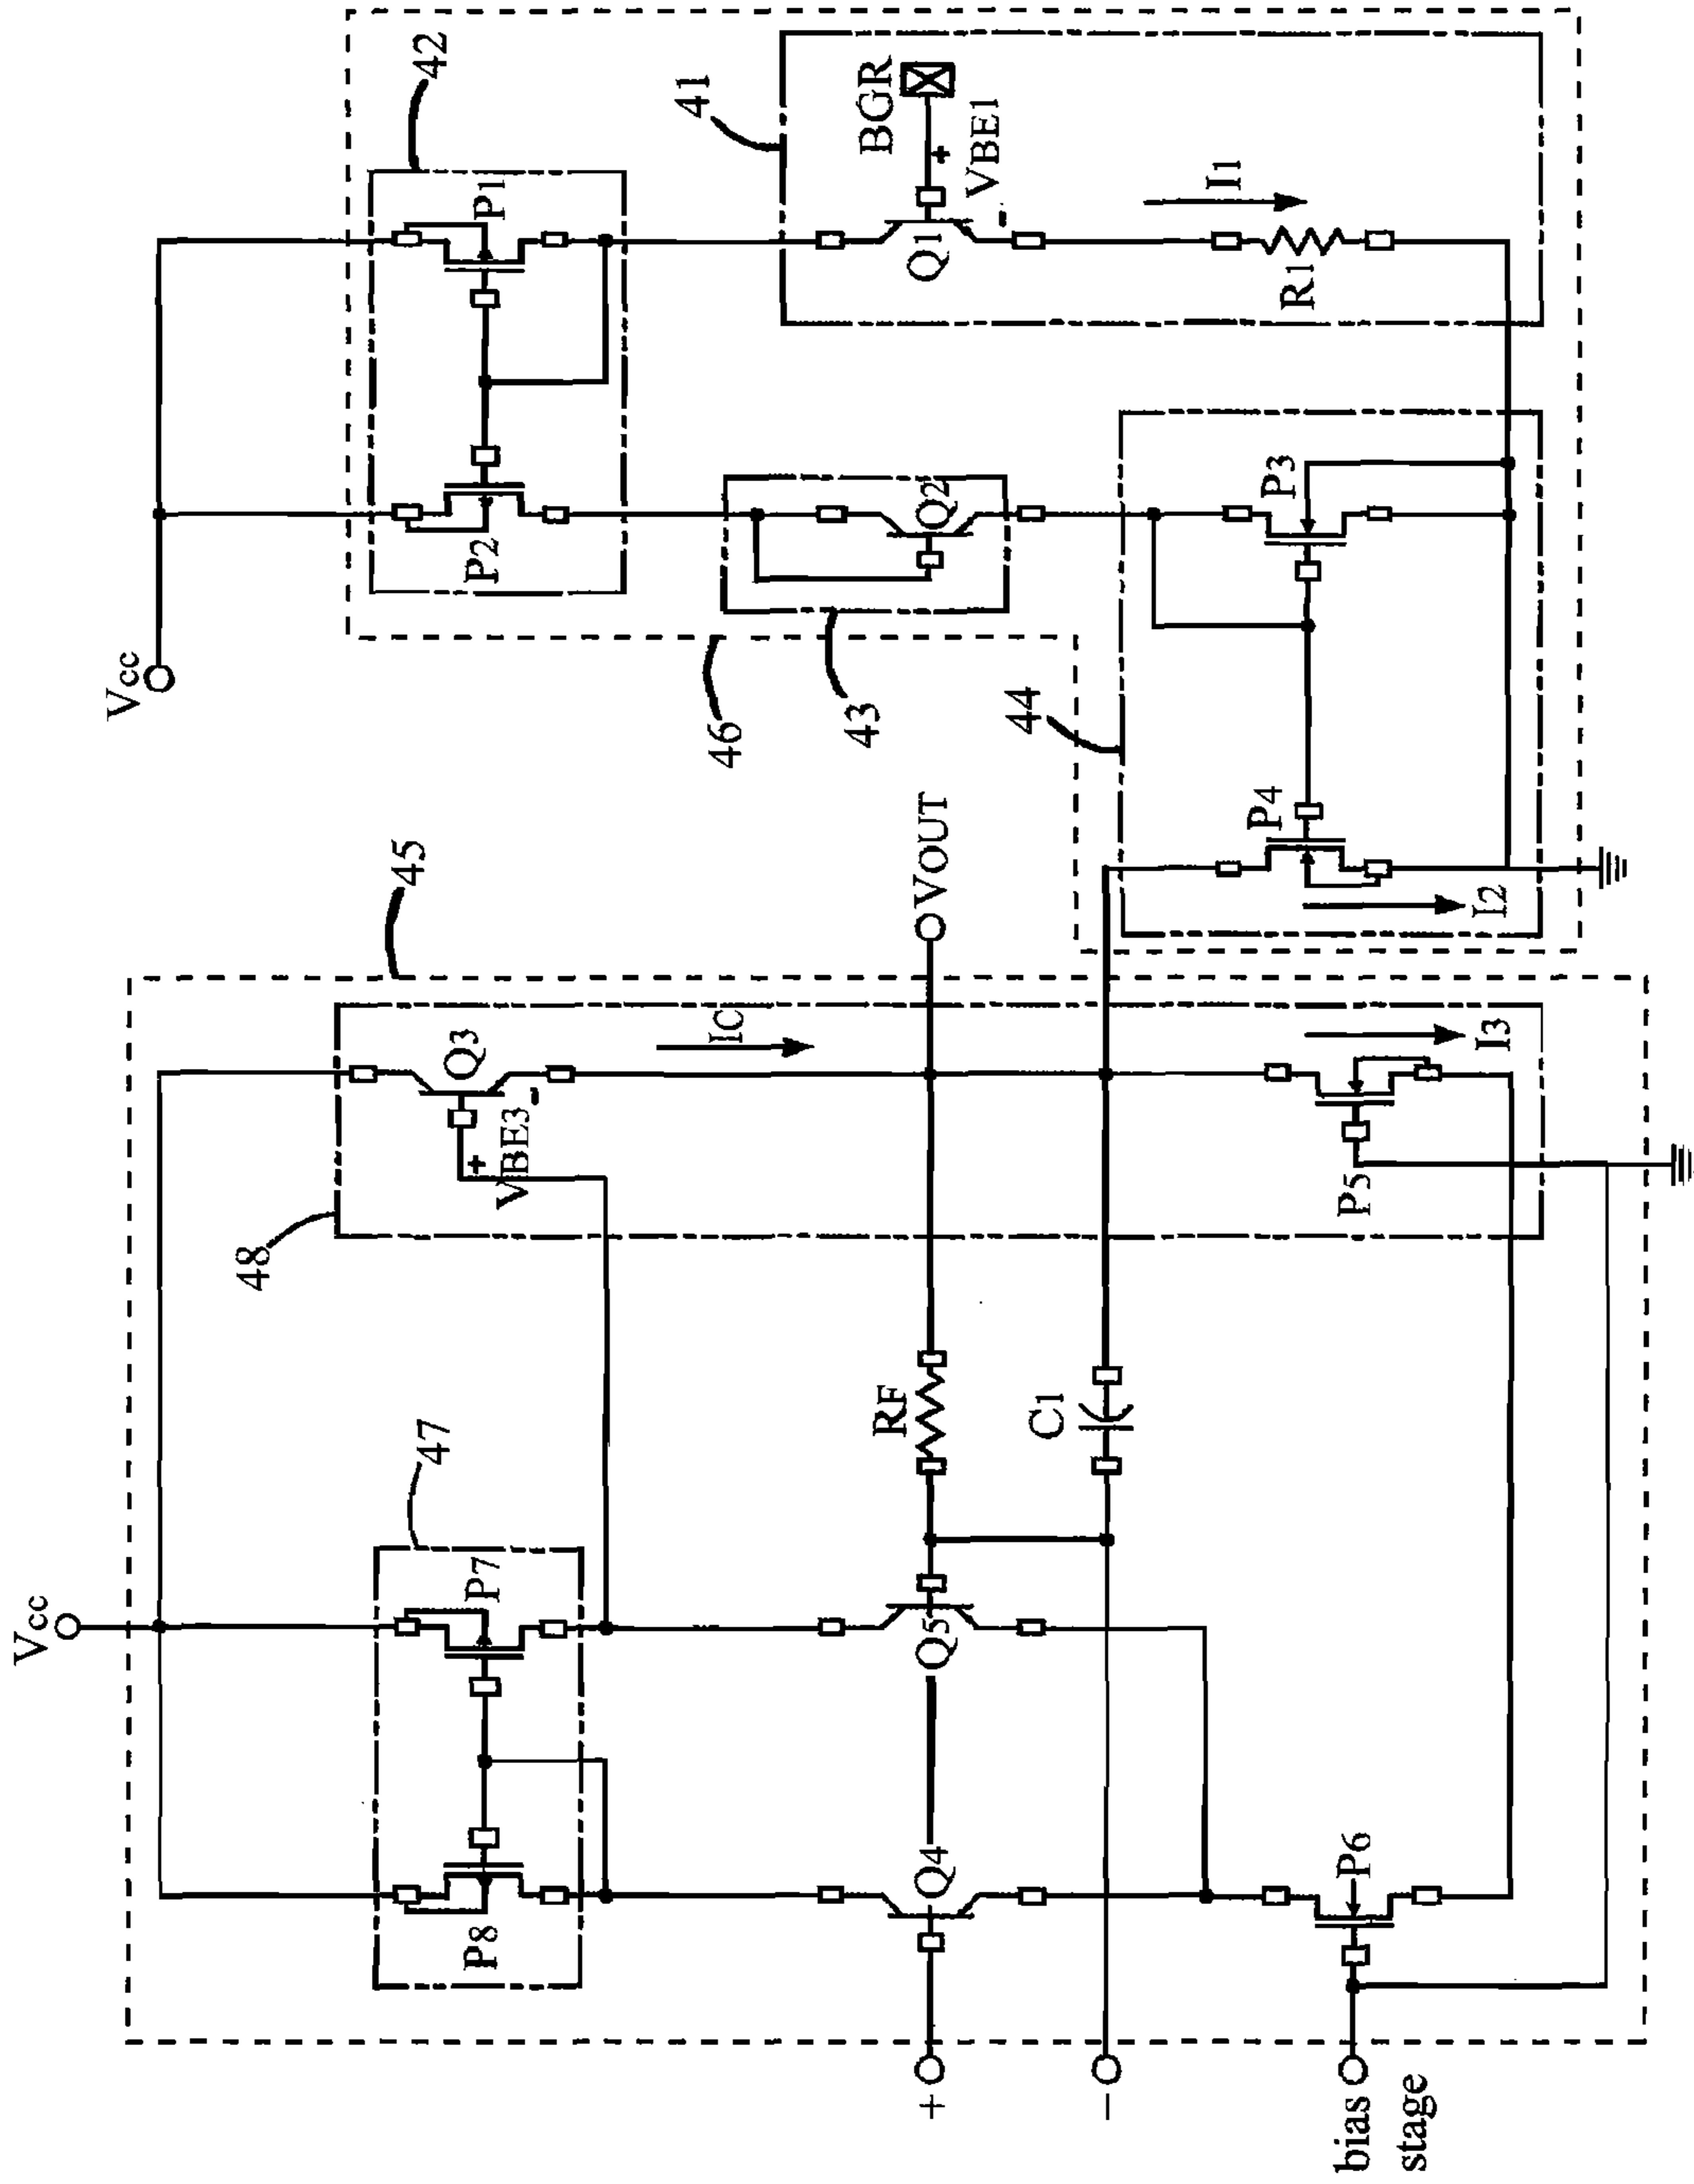 Vcc
Vcc
42
P1
P2
41
BGR
+
VBE1
-
Q1
I1
R1
43
Q2
46
44
P3
P4
I2
45
VOUT
48
Q3
+
VBE3
-
IC
I3
P5
47
P7
P8
RF
C1
Q5
Q4
P6
+
−
bias
stage